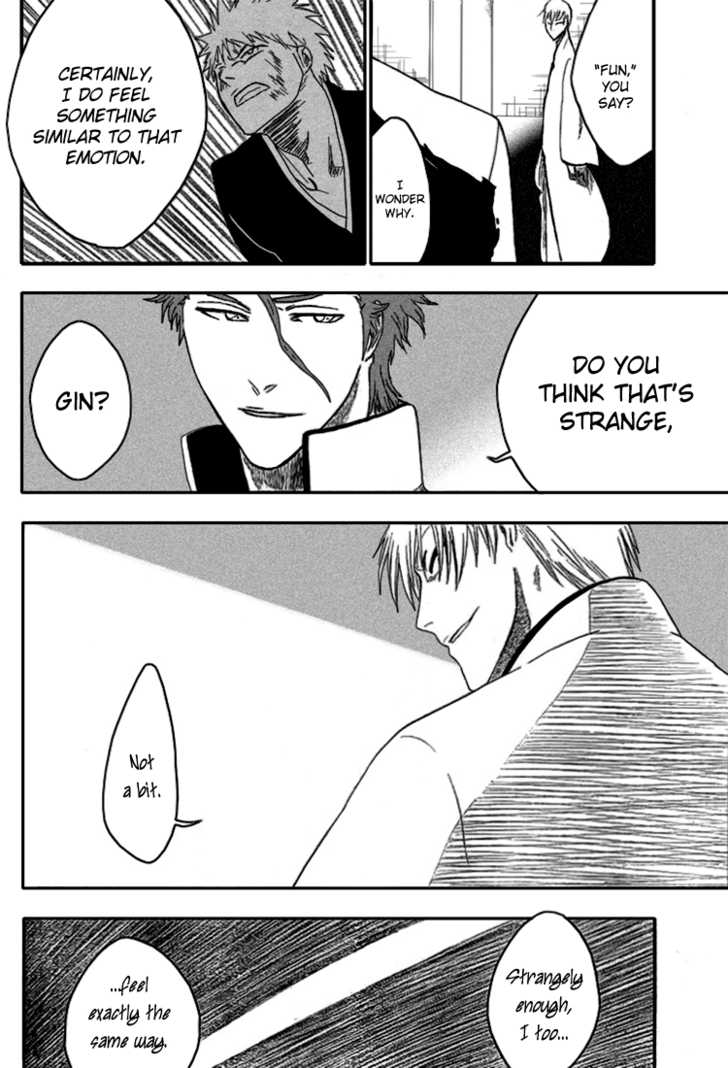 "FUN,"
YOU
SAY?
I
WONDER
WHY.
CERTAINLY,
I DO FEEL
SOMETHING
SIMILAR TO THAT
EMOTION.
DO YOU
THINK THAT'S
STRANGE,
GIN?
Not
a bit.
Strangely
enough,
I too...
...feel
exactly the
same way.